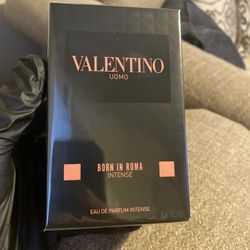 VALENTINO
UOMO
BORN IN ROMA
INTENSE
EAU DE PARFUM INTENSE